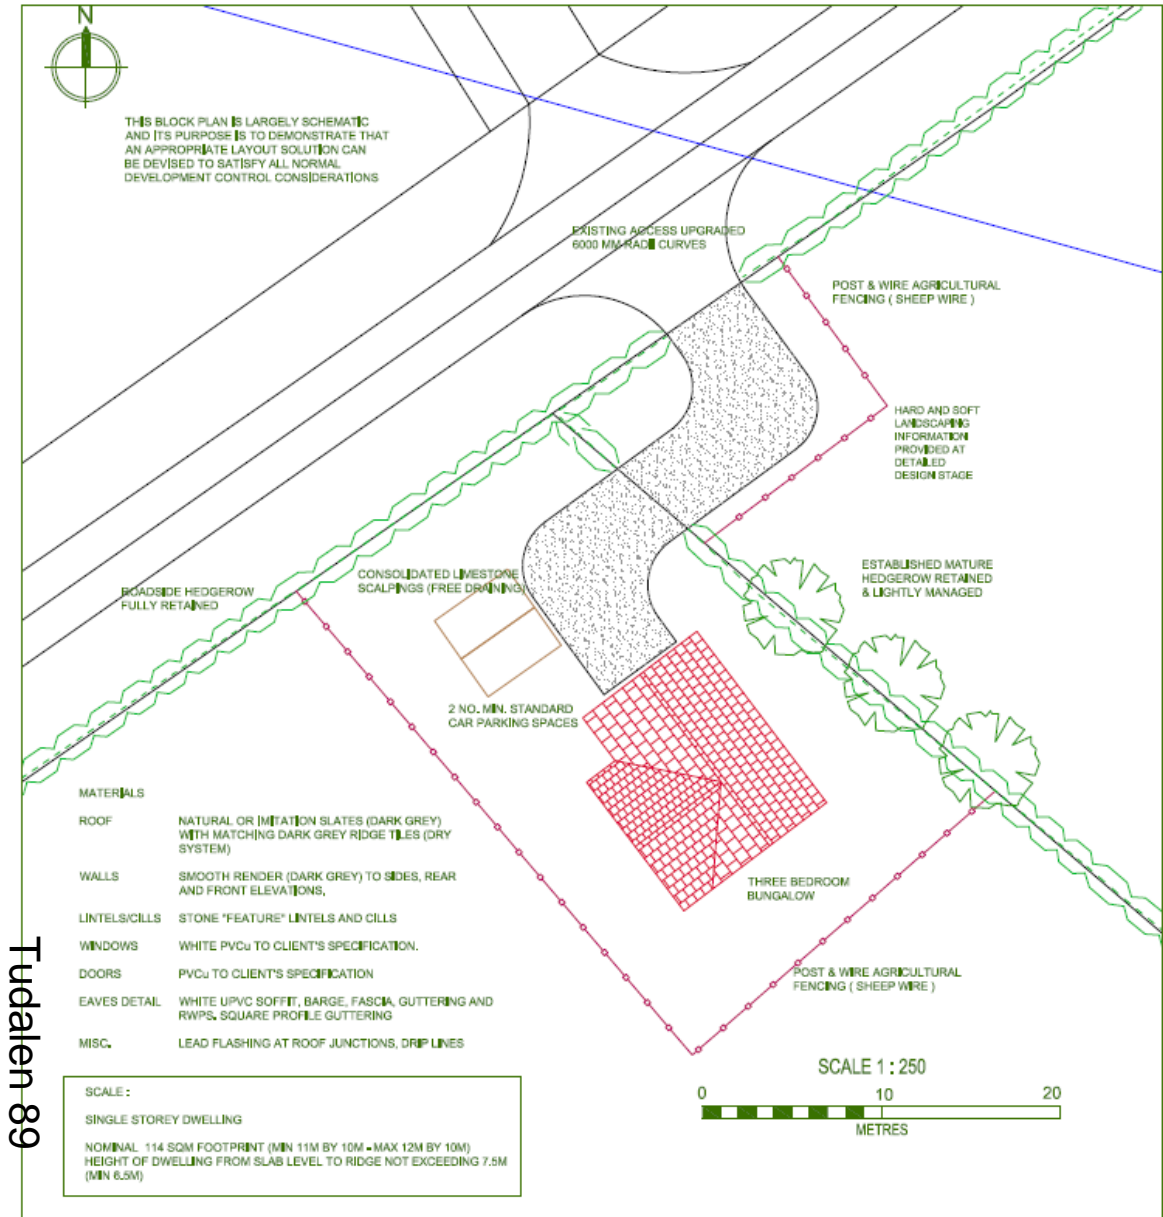 N
THIS BLOCK PLAN IS LARGELY SCHEMATIC
AND ITS PURPOSE IS TO DEMONSTRATE THAT
AN APPROPRIATE LAYOUT SOLUTION CAN
BE DEVISED TO SATISFY ALL NORMAL
DEVELOPMENT CONTROL CONSIDERATIONS
EXISTING ACCESS UPGRADED
6000 MM RADII CURVES
POST & WIRE AGRICULTURAL
FENCING ( SHEEP WIRE )
HARD AND SOFT
LANDSCAPING
INFORMATION
PROVIDED AT
DETAILED
DESIGN STAGE
ESTABLISHED MATURE
HEDGEROW RETAINED
& LIGHTLY MANAGED
CONSOLIDATED LIMESTONE
SCALPINGS (FREE DRAINING)
ROADSIDE HEDGEROW
FULLY RETAINED
2 NO. MIN. STANDARD
CAR PARKING SPACES
MATERIALS
ROOF NATURAL OR IMITATION SLATES (DARK GREY)
WITH MATCHING DARK GREY RIDGE TILES (DRY
SYSTEM)
WALLS SMOOTH RENDER (DARK GREY) TO SIDES, REAR
AND FRONT ELEVATIONS,
LINTELS/CILLS STONE "FEATURE" LINTELS AND CILLS
WINDOWS WHITE PVCu TO CLIENT'S SPECIFICATION.
DOORS PVCu TO CLIENT'S SPECIFICATION
EAVES DETAIL WHITE UPVC SOFFIT, BARGE, FASCIA, GUTTERING AND
RWPS. SQUARE PROFILE GUTTERING
MISC. LEAD FLASHING AT ROOF JUNCTIONS, DRIP LINES
THREE BEDROOM
BUNGALOW
POST & WIRE AGRICULTURAL
FENCING ( SHEEP WIRE )
SCALE 1 : 250
0 10 20
METRES
SCALE :
SINGLE STOREY DWELLING
NOMINAL 114 SQM FOOTPRINT (MIN 11M BY 10M - MAX 12M BY 10M)
HEIGHT OF DWELLING FROM SLAB LEVEL TO RIDGE NOT EXCEEDING 7.5M
(MIN 6.5M)
Tudalen 89